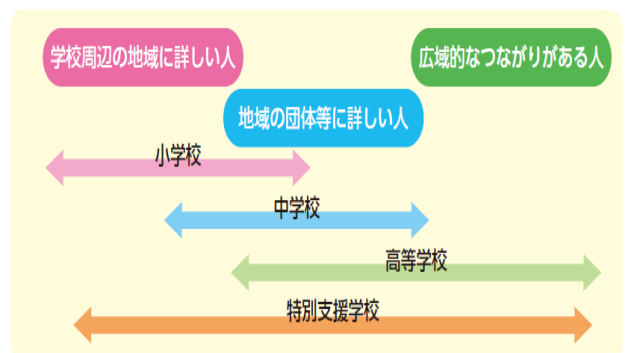 学校周辺の地域に詳しい人
広域的なつながりがある人
地域の団体等に詳しい人
小学校
中学校
高等学校
特別支援学校